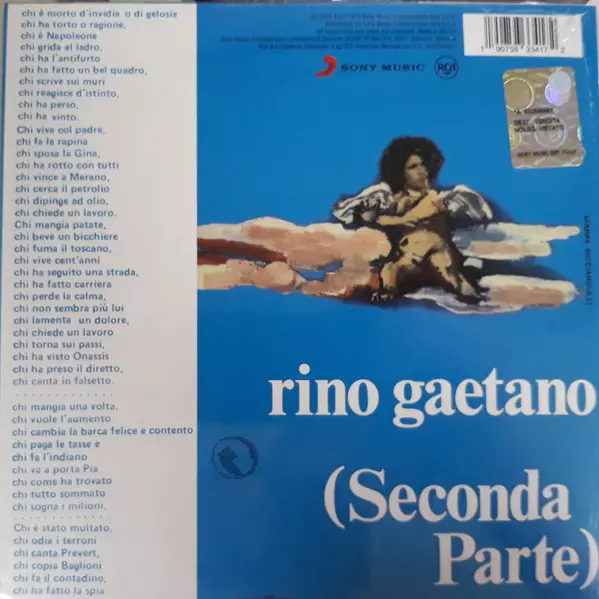 chi è morto d'invidia o di gelosia
chi ha torto o ragione,
chi è Napoleone
chi grida al ladro,
chi ha l'antifurto
chi ha fatto un bel quadro,
chi scrive sui muri
chi reagisce d'istinto,
chi ha perso,
chi ha vinto.
Chi vive col padre,
chi fa la rapina
chi sposa la Gina,
chi ha rotto con tutti
chi vince a Merano,
chi cerca il petrolio
chi dipinge ad olio,
chi chiede un lavoro.
Chi mangia patate,
chi beve un bicchiere
chi fuma il toscano,
chi vive cent'anni
chi ha seguito una strada,
chi ha fatto carriera
chi perde la calma,
chi non sembra più lui
chi lamenta un dolore,
chi chiede un lavoro
chi torna sui passi,
chi ha visto Onassis
chi ha preso il diretto,
chi canta in falsetto.
. . . . . . . . . . . . .
chi mangia una volta,
chi vuole l'aumento
chi cambia la barca felice e contento
chi paga le tasse e
chi fa l'indiano
chi va a porta Pia
chi come ha trovato
chi tutto sommato
chi sogna i milioni,
. . . . . . . . . . . . .
Chi è stato multato,
chi odia i terroni
chi canta Prevert,
chi copia Baglioni
chi fa il contadino,
chi ha fatto la spia
SONY MUSIC
RCA
1 90758 33417 2
rino gaetano
(Seconda
Parte)